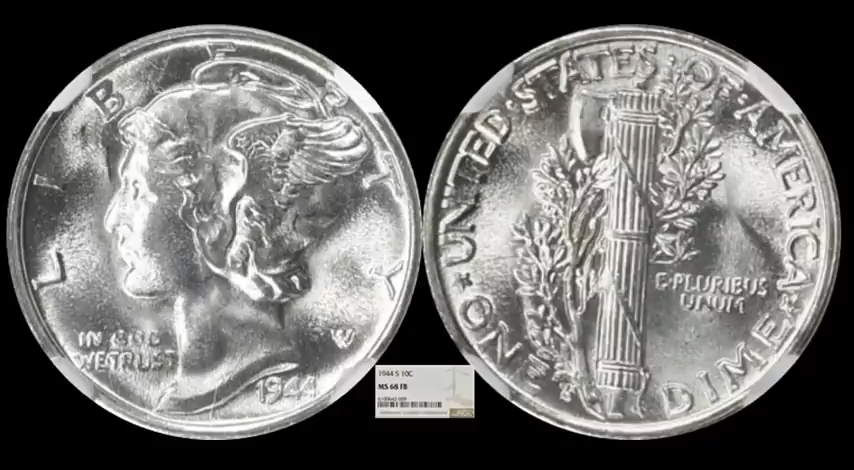 LIBERTY
IN GOD
WE TRUST
1944
W
UNITED·STATES·OF·AMERICA
E·PLURIBUS
UNUM
ONE DIME
1944 S 10C
MS 68 FB
NGC